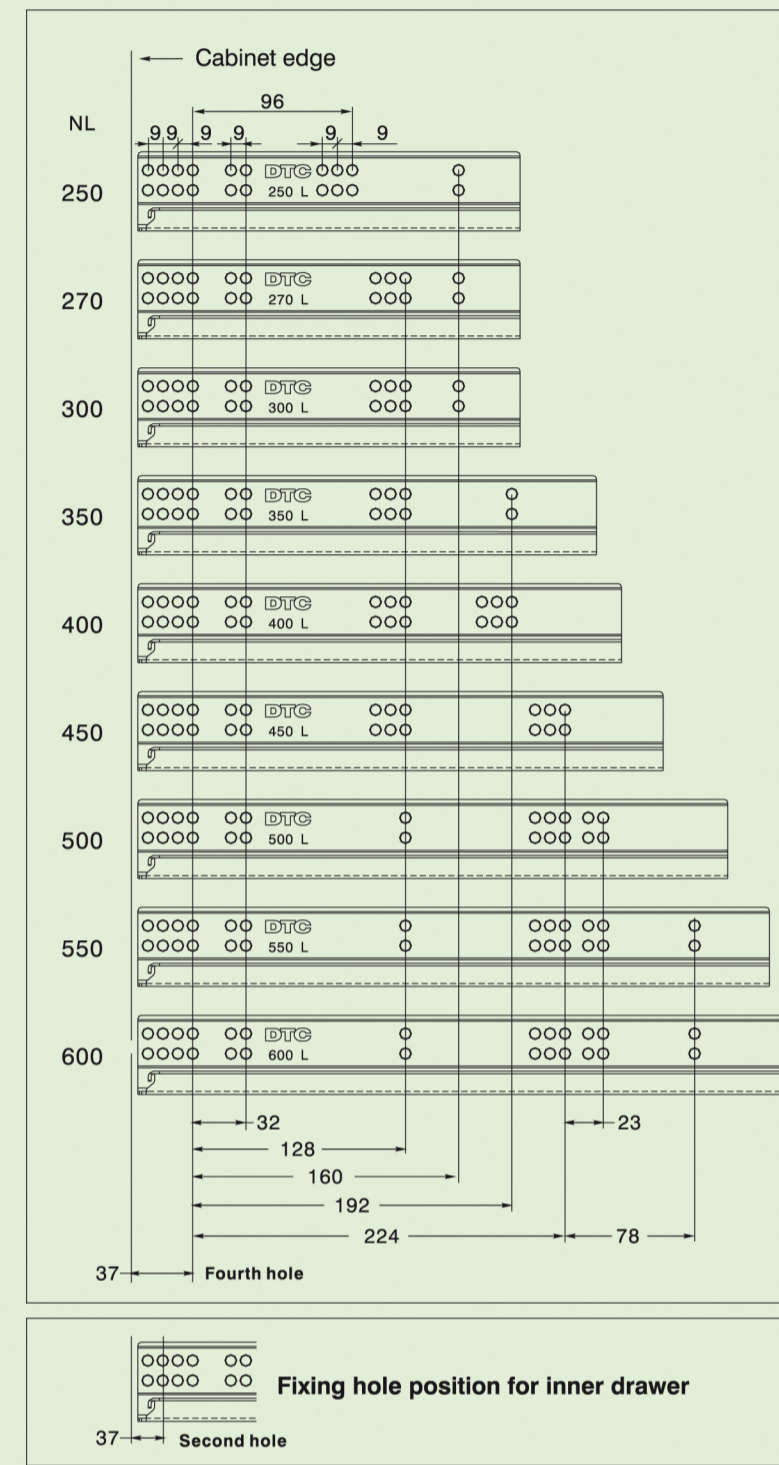 Cabinet edge
96
NL
9 9 9 9 9 9
250
DTC
250 L
270
DTC
270 L
300
DTC
300 L
350
DTC
350 L
400
DTC
400 L
450
DTC
450 L
500
DTC
500 L
550
DTC
550 L
600
DTC
600 L
32 23
128
160
192
224 78
37 Fourth hole
Fixing hole position for inner drawer
37 Second hole